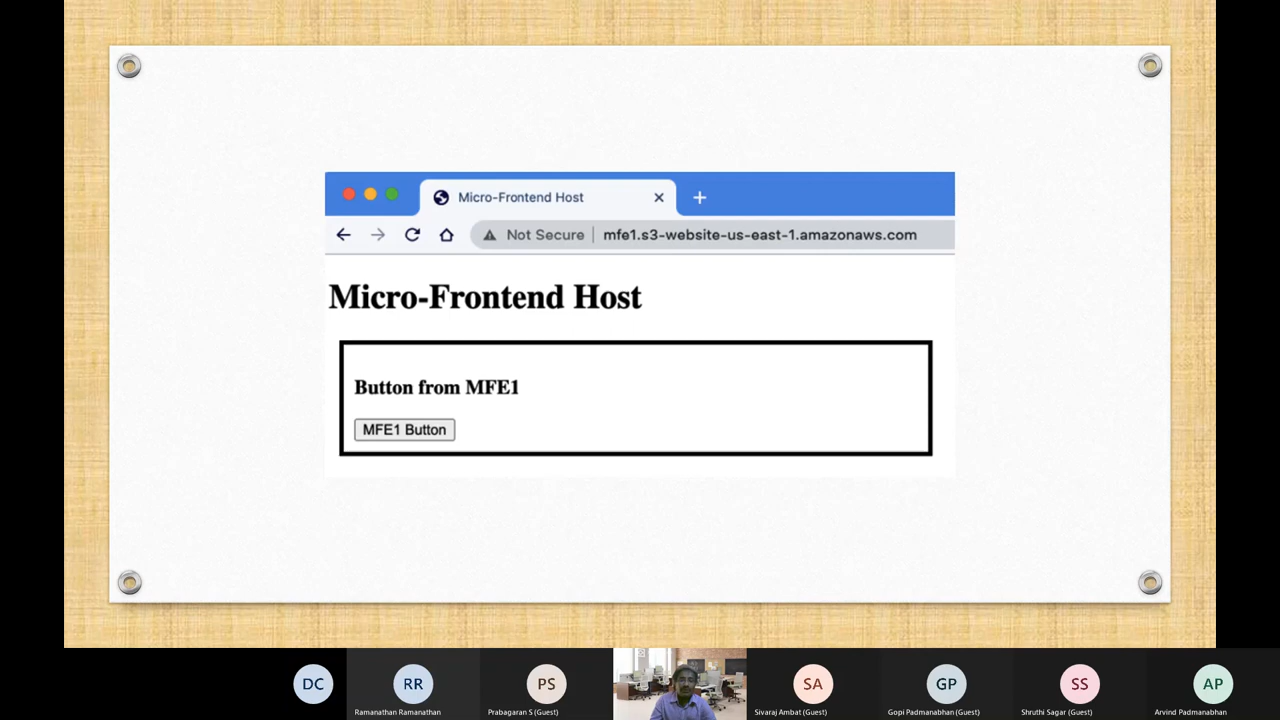 Micro-Frontend Host
Not Secure | mfe1.s3-website-us-east-1.amazonaws.com
Micro-Frontend Host
Button from MFE1
MFE1 Button
DC
RR
PS
SA
GP
SS
AP
Ramanathan Ramanathan
Prabagaran S (Guest)
Sivaraj Ambat (Guest)
Gopi Padmanabhan (Guest)
Shruthi Sagar (Guest)
Arvind Padmanabhan